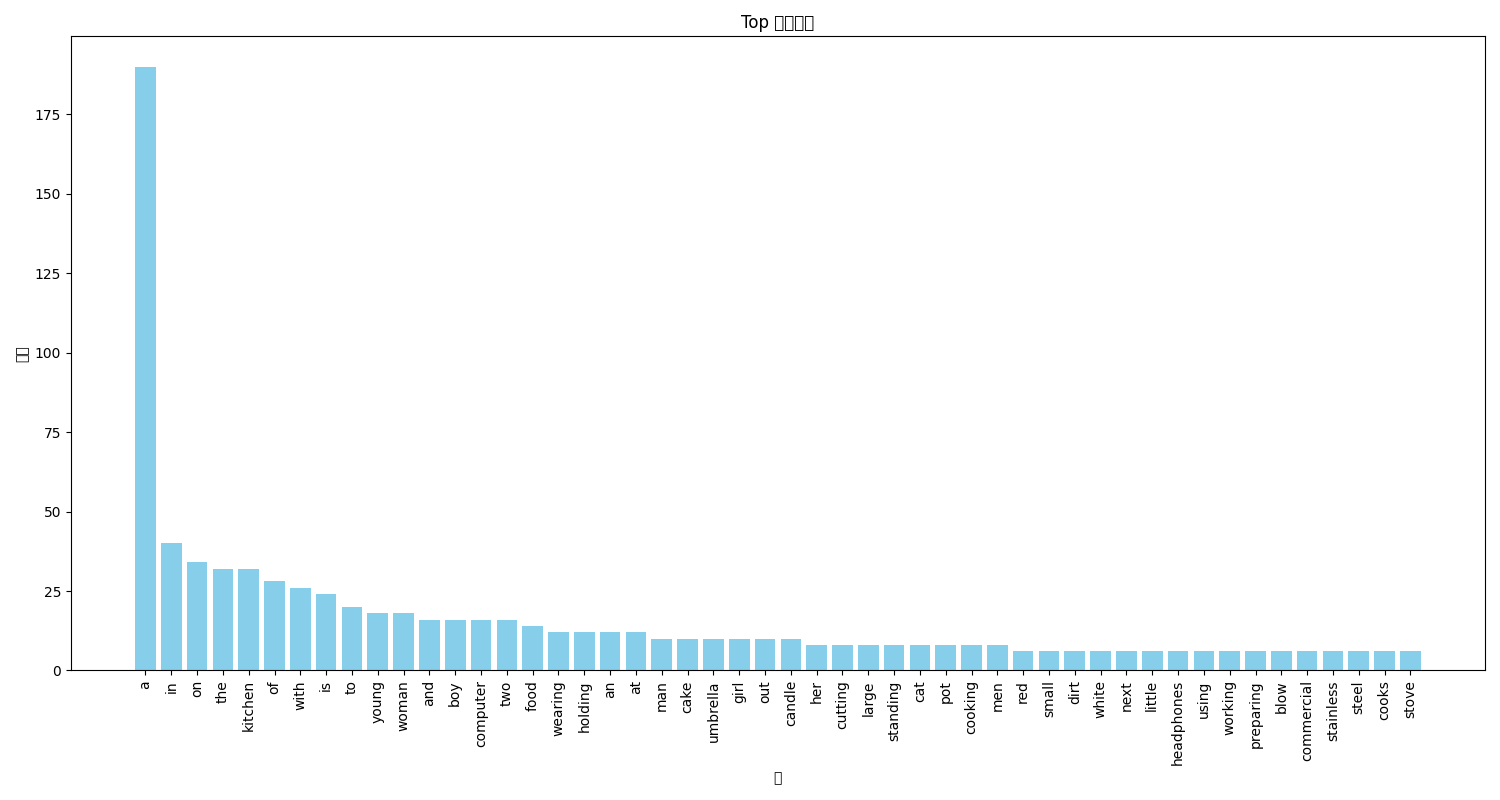 Top
175
150
125
100
75
50
25
0
a
in
on
the
kitchen
of
with
is
to
young
woman
and
boy
computer
two
food
wearing
holding
an
at
man
cake
umbrella
girl
out
candle
her
cutting
large
standing
cat
pot
cooking
men
red
small
dirt
white
next
little
headphones
using
working
preparing
blow
commercial
stainless
steel
cooks
stove